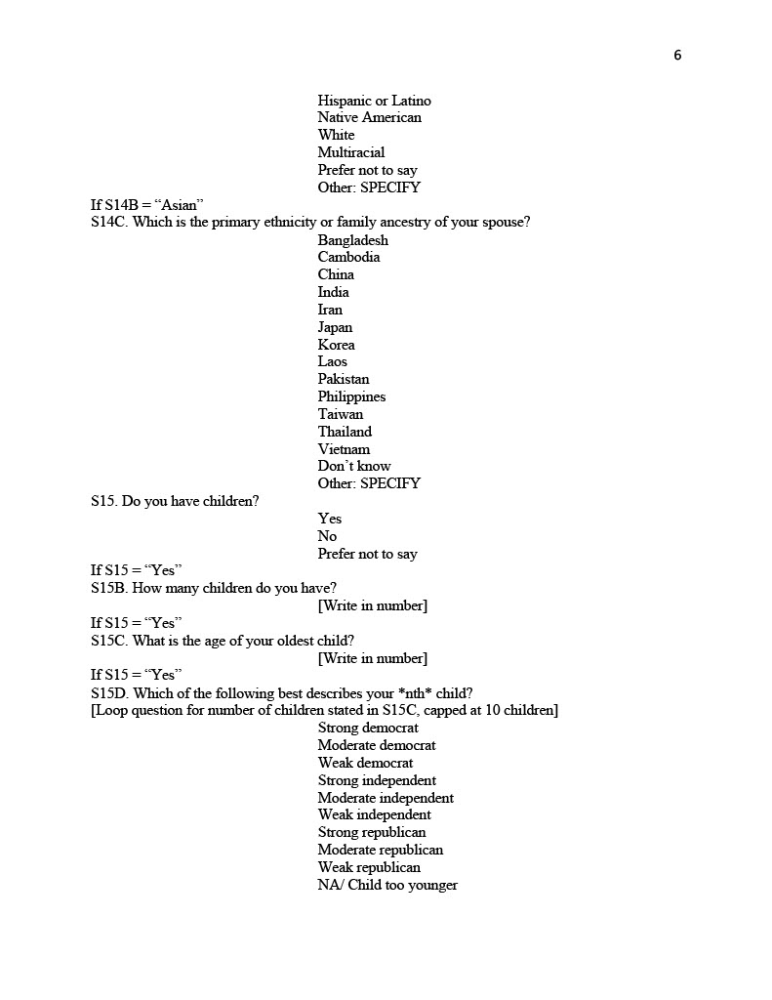 6
Hispanic or Latino
Native American
White
Multiracial
Prefer not to say
Other: SPECIFY
If S14B = “Asian”
S14C. Which is the primary ethnicity or family ancestry of your spouse?
Bangladesh
Cambodia
China
India
Iran
Japan
Korea
Laos
Pakistan
Philippines
Taiwan
Thailand
Vietnam
Don’t know
Other: SPECIFY
S15. Do you have children?
Yes
No
Prefer not to say
If S15 = “Yes”
S15B. How many children do you have?
[Write in number]
If S15 = “Yes”
S15C. What is the age of your oldest child?
[Write in number]
If S15 = “Yes”
S15D. Which of the following best describes your *nth* child?
[Loop question for number of children stated in S15C, capped at 10 children]
Strong democrat
Moderate democrat
Weak democrat
Strong independent
Moderate independent
Weak independent
Strong republican
Moderate republican
Weak republican
NA/ Child too younger